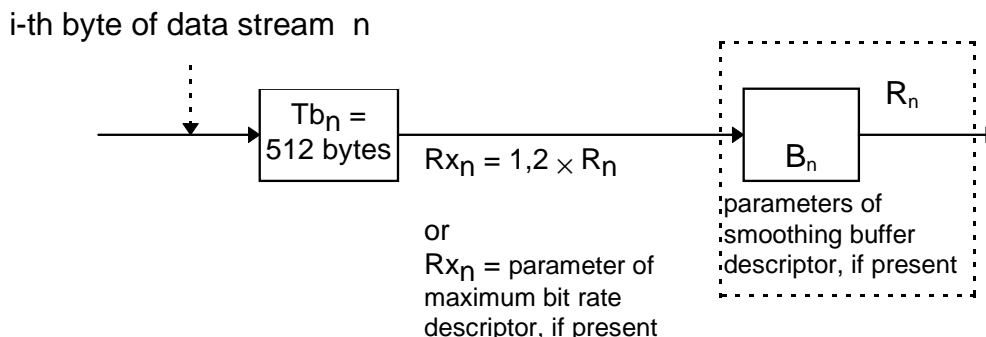 i-th byte of data stream n
Tbn =
512 bytes
Rxn = 1,2 × Rn
or
Rxn = parameter of
maximum bit rate
descriptor, if present
Rn
Bn
parameters of
smoothing buffer
descriptor, if present